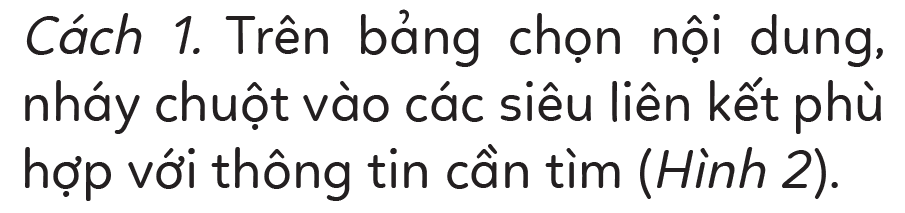 Cách 1. Trên bảng chọn nội dung,
nháy chuột vào các siêu liên kết phù
hợp với thông tin cần tìm (Hình 2).